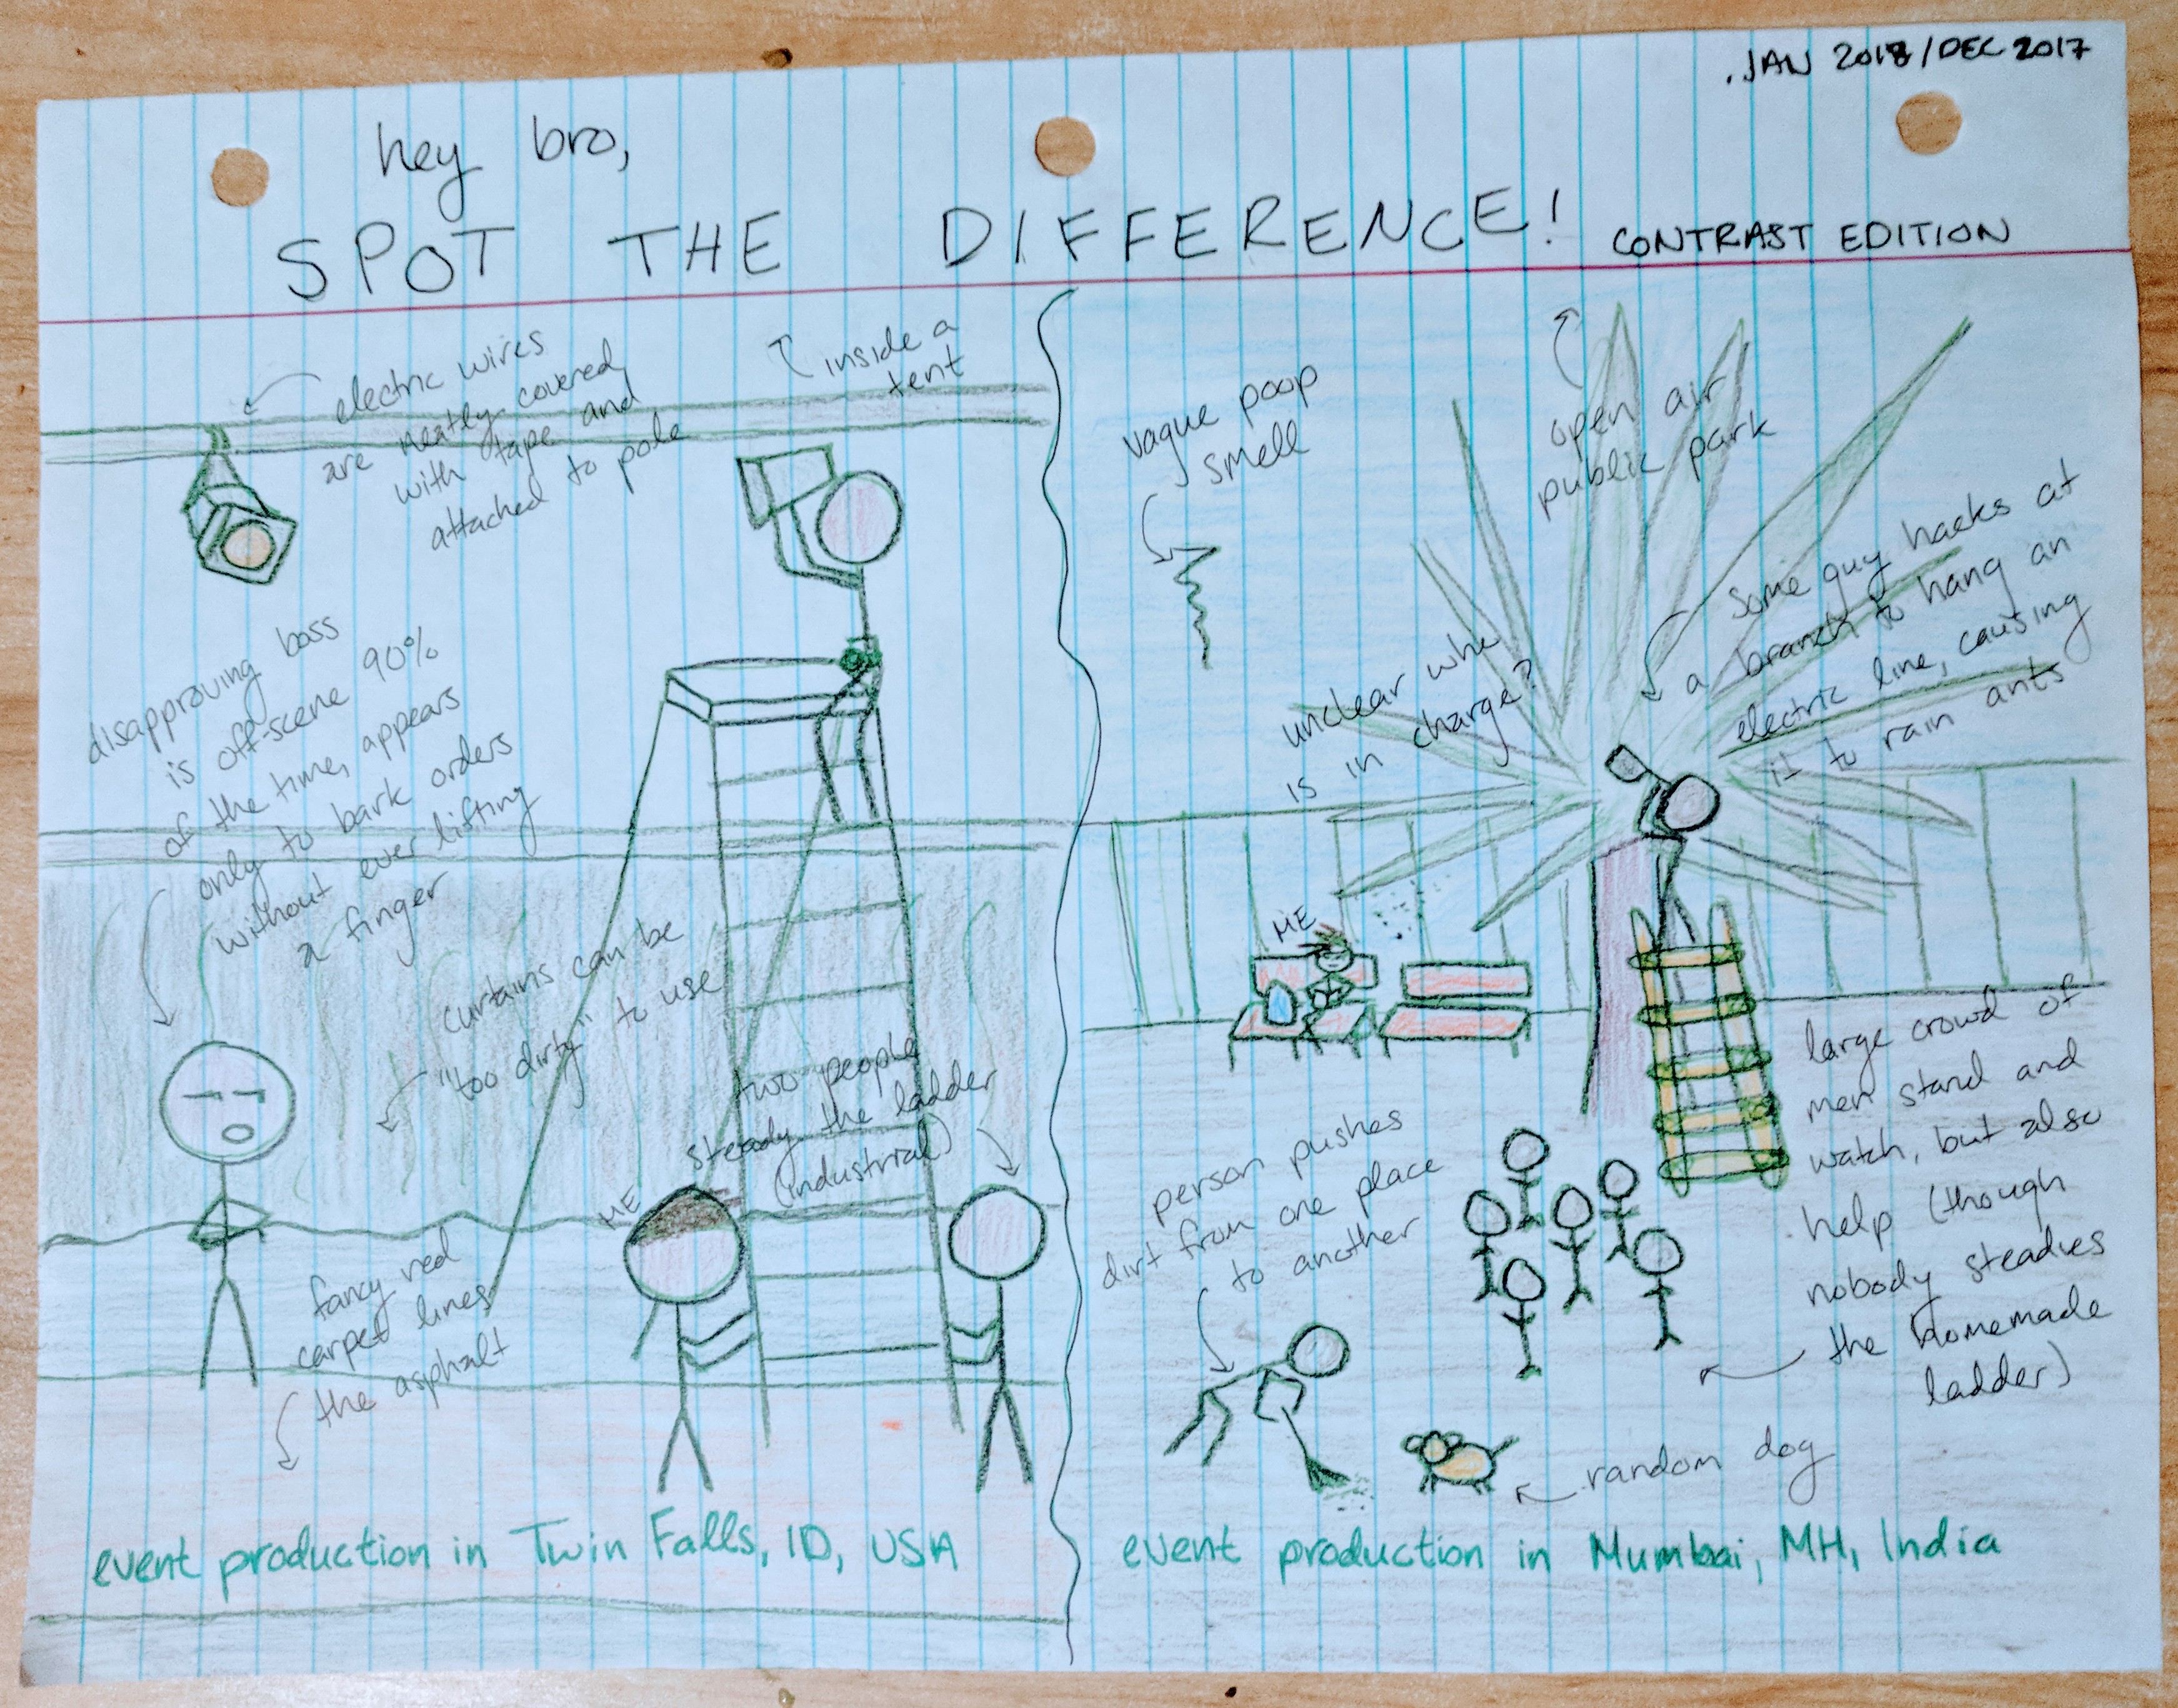 .JAN 2018/DEC 2017
hey bro,
SPOT THE DIFFERENCE!
CONTRAST EDITION
electric wires
are neatly covered
with tape and
attached to pole
inside a
tent
disapproving boss
is off-scene 90%
of the time, appears
only to bark orders
without ever lifting
a finger
curtains can be
"too dirty" to use
two people
steady the ladder
(industrial)
ME
fancy red
carpet lines
the asphalt
event production in Twin Falls, ID, USA
vague poop
smell
open air
public park
some guy hacks at
a branch to hang an
electric line, causing
it to rain ants
unclear who
is in charge?
ME
large crowd of
men stand and
watch, but also
help (though
nobody steadies
the homemade
ladder)
person pushes
dirt from one place
to another
random dog
event production in Mumbai, MH, India